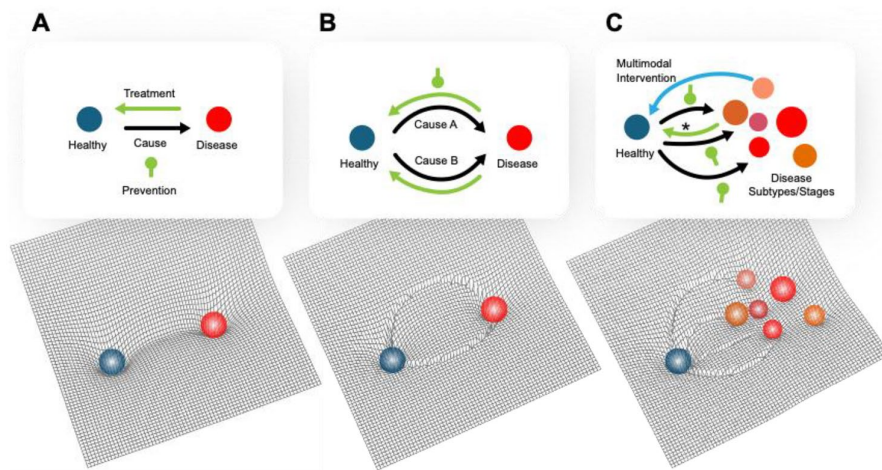 A
B
C
Treatment
Healthy
Cause
Disease
Prevention
Cause A
Healthy
Disease
Cause B
Multimodal
Intervention
*
Healthy
Disease
Subtypes/Stages